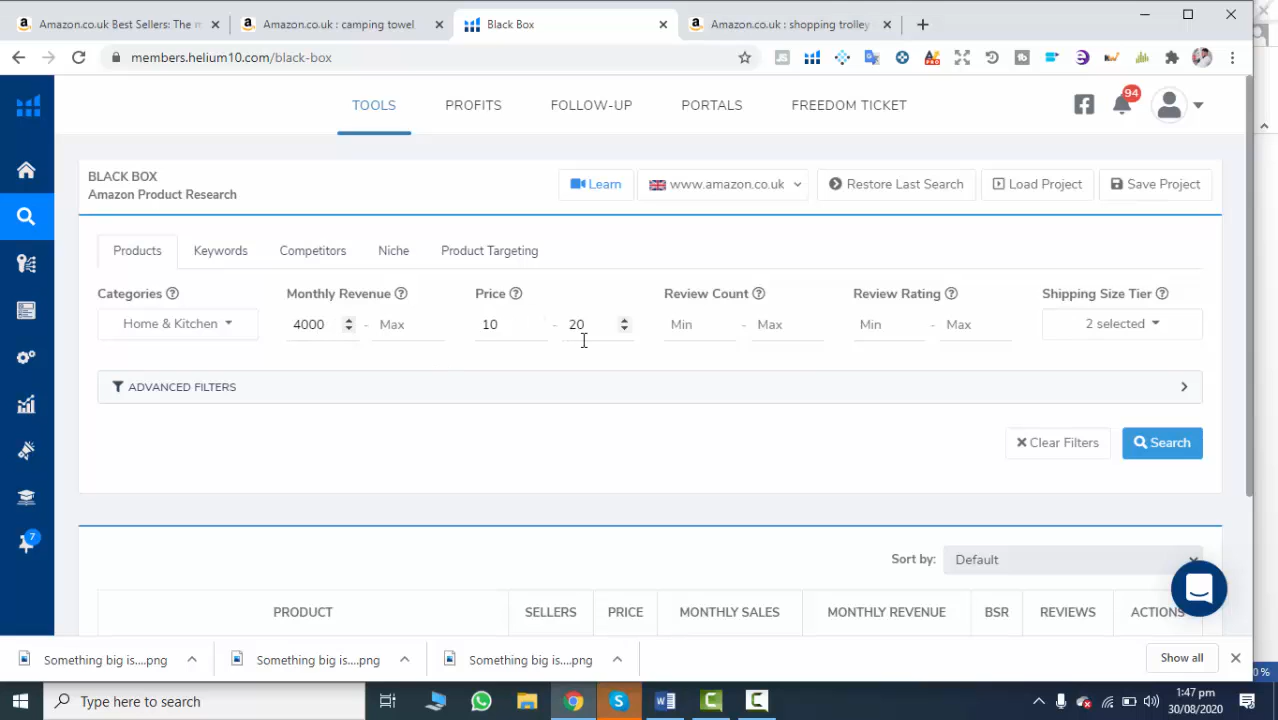 Amazon.co.uk Best Sellers: The m
Amazon.co.uk : camping towel
Black Box
Amazon.co.uk : shopping trolley
members.helium10.com/black-box
TOOLS
PROFITS
FOLLOW-UP
PORTALS
FREEDOM TICKET
94
BLACK BOX
Amazon Product Research
Learn
www.amazon.co.uk
Restore Last Search
Load Project
Save Project
Products
Keywords
Competitors
Niche
Product Targeting
Categories
Monthly Revenue
Price
Review Count
Review Rating
Shipping Size Tier
Home & Kitchen
4000 - Max
10 - 20
Min - Max
Min - Max
2 selected
ADVANCED FILTERS
Clear Filters
Search
7
Sort by:
Default
PRODUCT
SELLERS
PRICE
MONTHLY SALES
MONTHLY REVENUE
BSR
REVIEWS
ACTIONS
Something big is....png
Something big is....png
Something big is....png
Show all
0 %
Type here to search
1:47 pm
30/08/2020